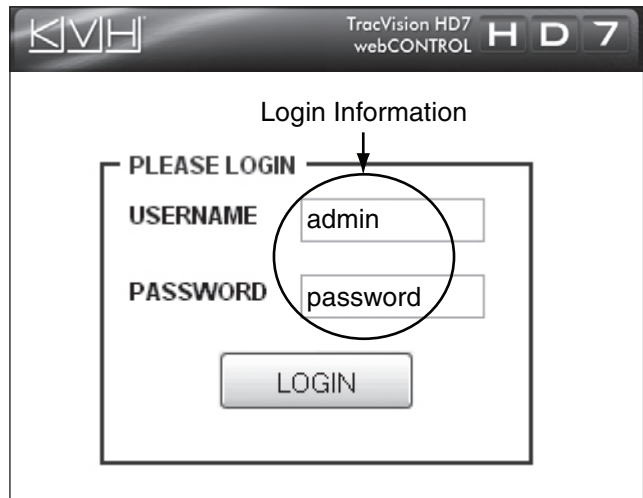 KVH
TracVision HD7
webCONTROL
HD7
Login Information
PLEASE LOGIN
USERNAME
admin
PASSWORD
password
LOGIN